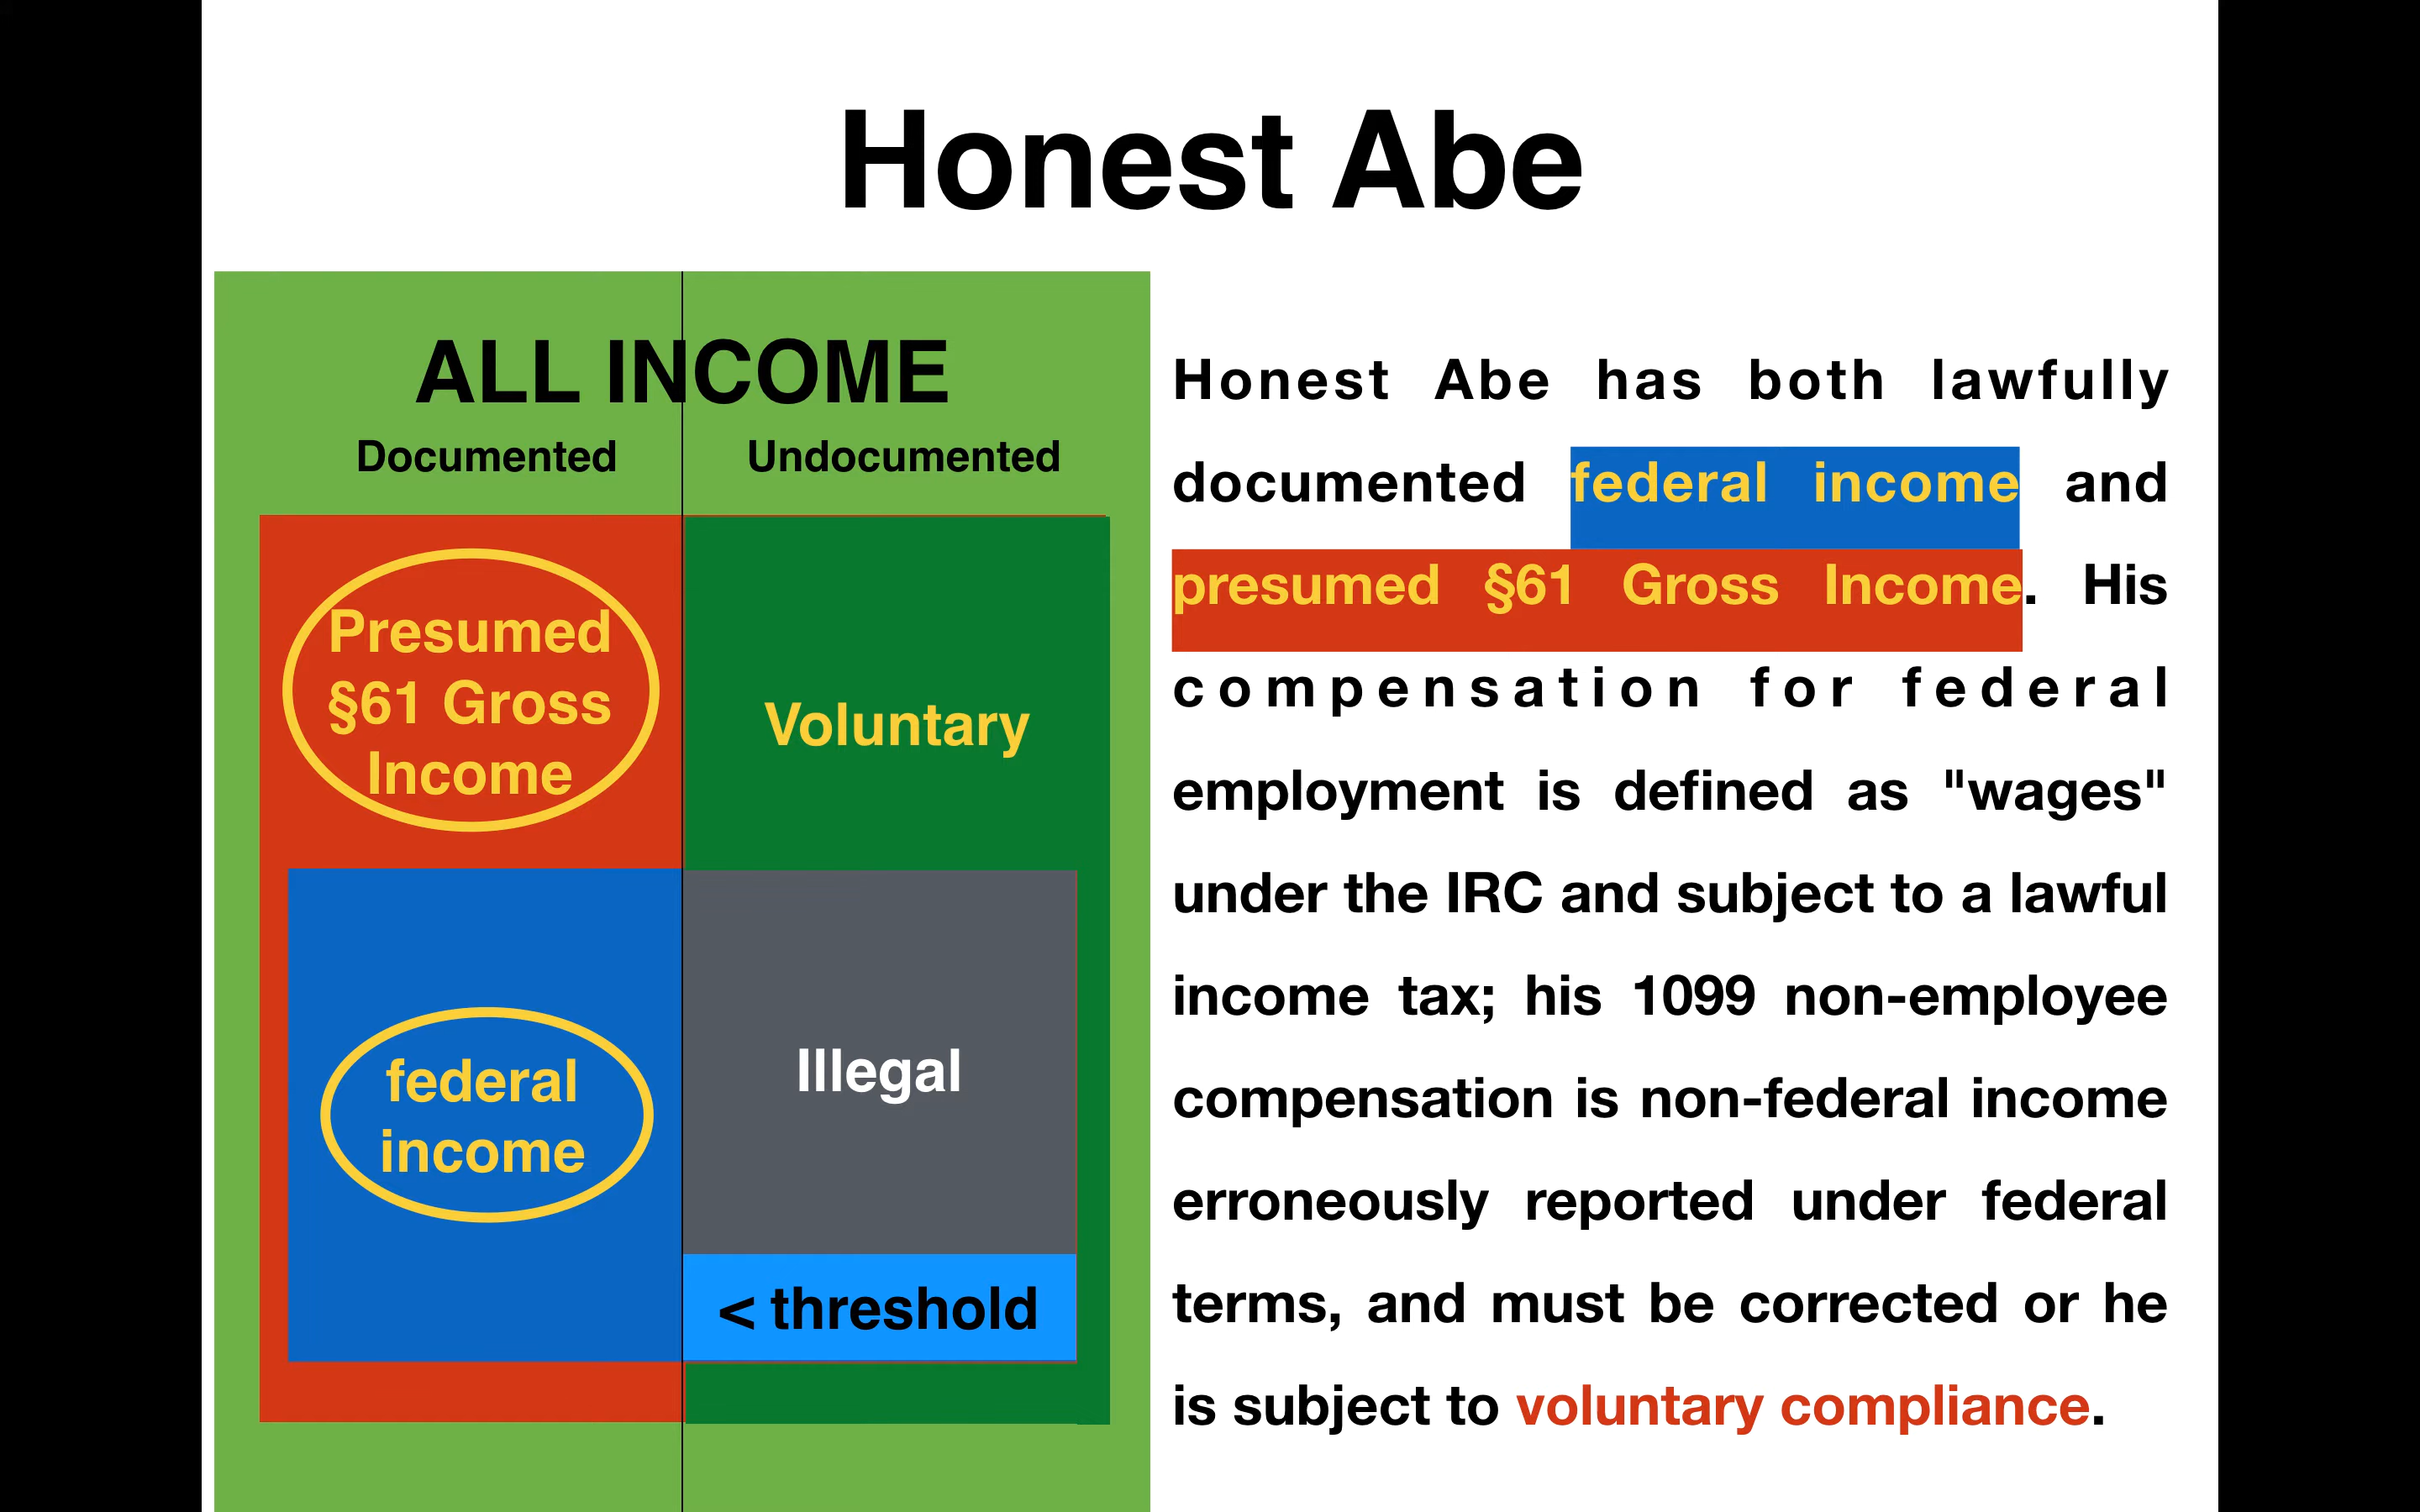 Honest Abe
ALL INCOME
Documented
Undocumented
Presumed
§61 Gross
Income
Voluntary
federal
income
Illegal
< threshold
Honest Abe has both lawfully
documented federal income and
presumed §61 Gross Income. His
compensation for federal
employment is defined as "wages"
under the IRC and subject to a lawful
income tax; his 1099 non-employee
compensation is non-federal income
erroneously reported under federal
terms, and must be corrected or he
is subject to voluntary compliance.